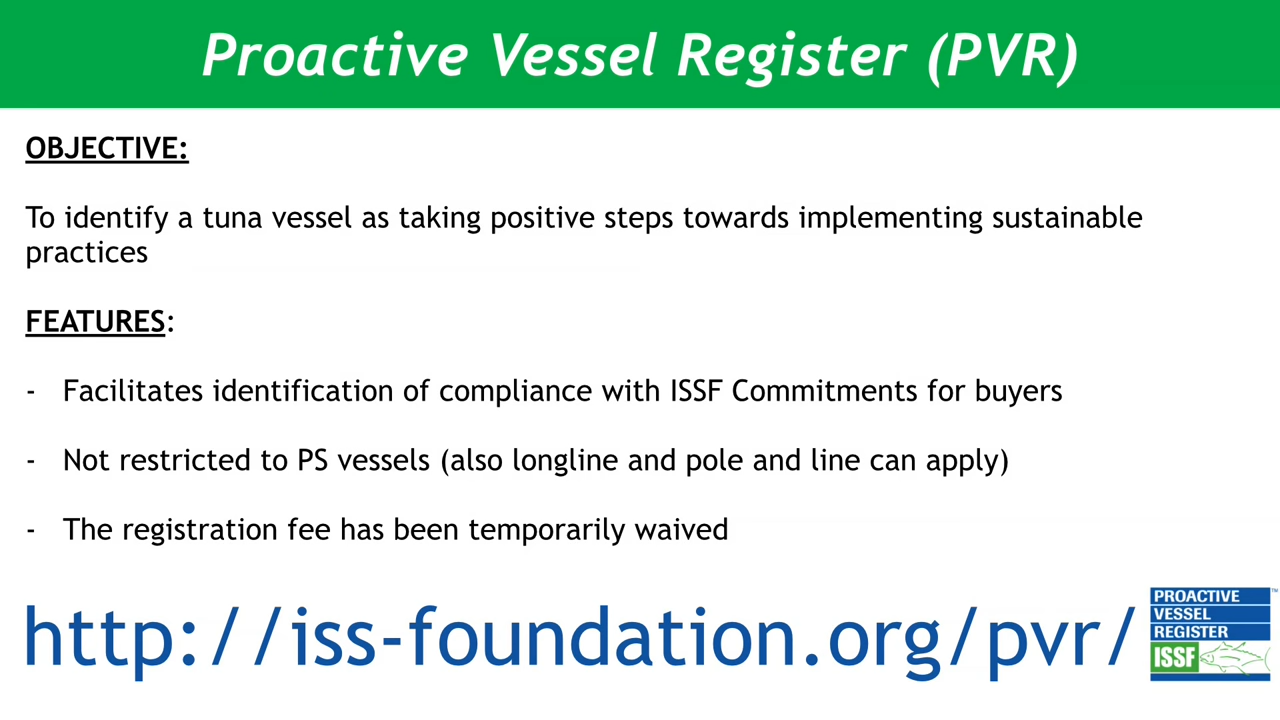 Proactive Vessel Register (PVR)
OBJECTIVE:
To identify a tuna vessel as taking positive steps towards implementing sustainable
practices
FEATURES:
- Facilitates identification of compliance with ISSF Commitments for buyers
- Not restricted to PS vessels (also longline and pole and line can apply)
- The registration fee has been temporarily waived
http://iss-foundation.org/pvr/
PROACTIVE™
VESSEL
REGISTER
ISSF